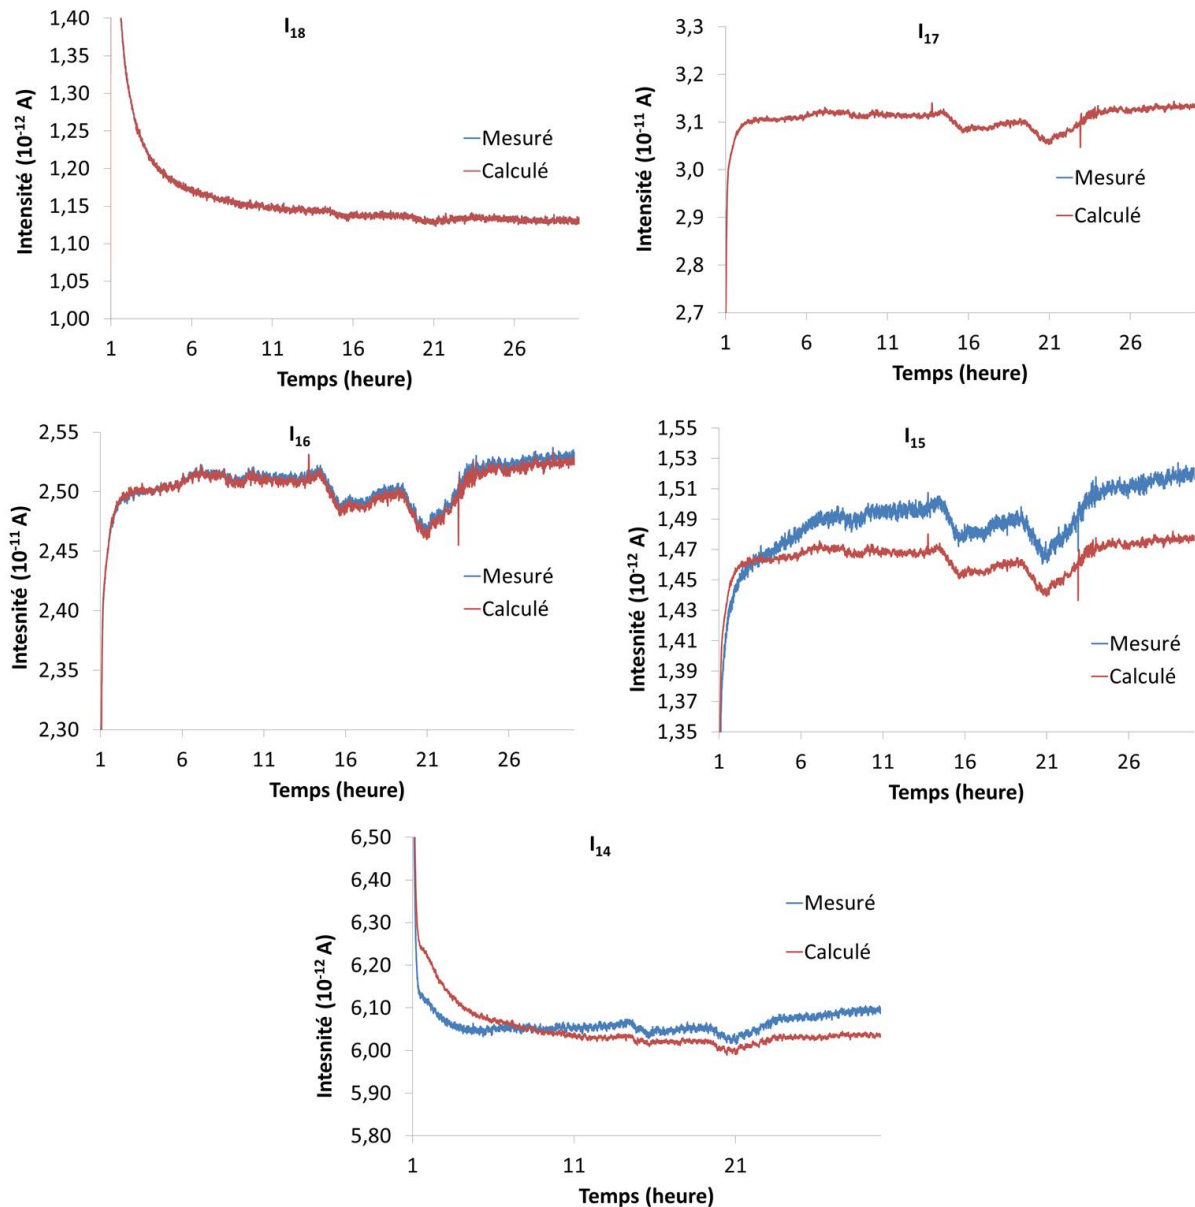 I18
Intensité (10-12 A)
1,40
1,35
1,30
1,25
1,20
1,15
1,10
1,05
1,00
Mesuré
Calculé
1 6 11 16 21 26
Temps (heure)
I17
Intensité (10-11 A)
3,3
3,2
3,1
3,0
2,9
2,8
2,7
Mesuré
Calculé
1 6 11 16 21 26
Temps (heure)
I16
Intesnité (10-11 A)
2,55
2,50
2,45
2,40
2,35
2,30
Mesuré
Calculé
1 6 11 16 21 26
Temps (heure)
I15
Intesnité (10-12 A)
1,55
1,53
1,51
1,49
1,47
1,45
1,43
1,41
1,39
1,37
1,35
Mesuré
Calculé
1 6 11 16 21 26
Temps (heure)
I14
Intesnité (10-12 A)
6,50
6,40
6,30
6,20
6,10
6,00
5,90
5,80
Mesuré
Calculé
1 11 21
Temps (heure)